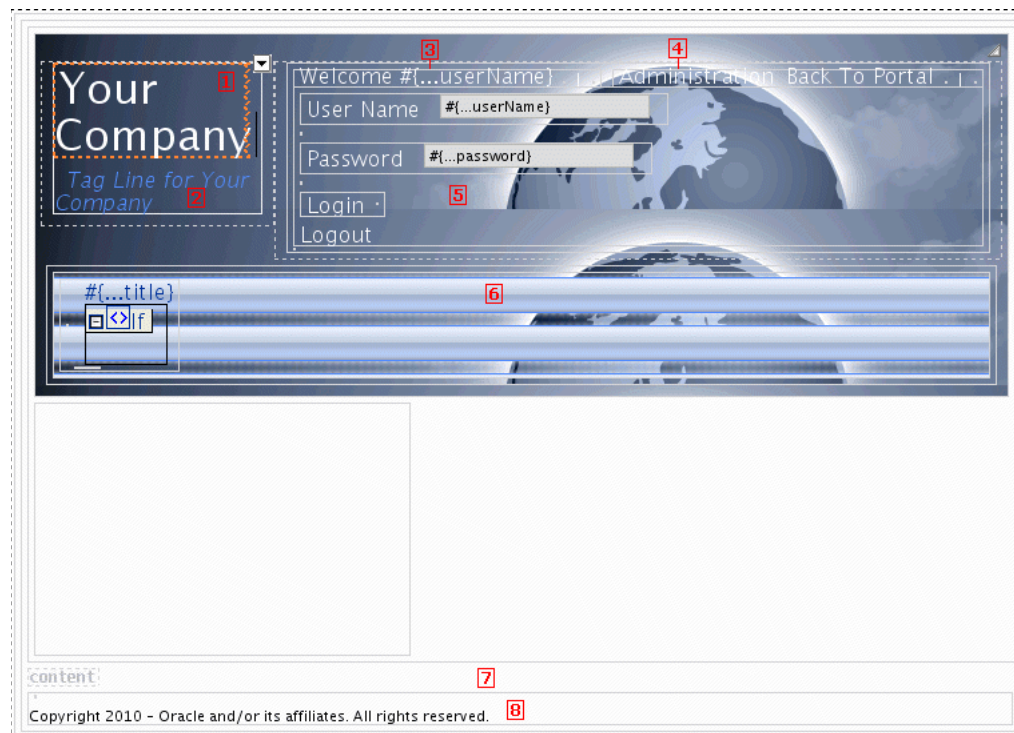 3 4
1 Your Company
Tag Line for Your Company 2
Welcome #{...userName} . | . Administration Back To Portal . | .
User Name #{...userName}
Password #{...password}
Login 5
Logout
#{...title} 6
<> If
content 7
Copyright 2010 - Oracle and/or its affiliates. All rights reserved. 8